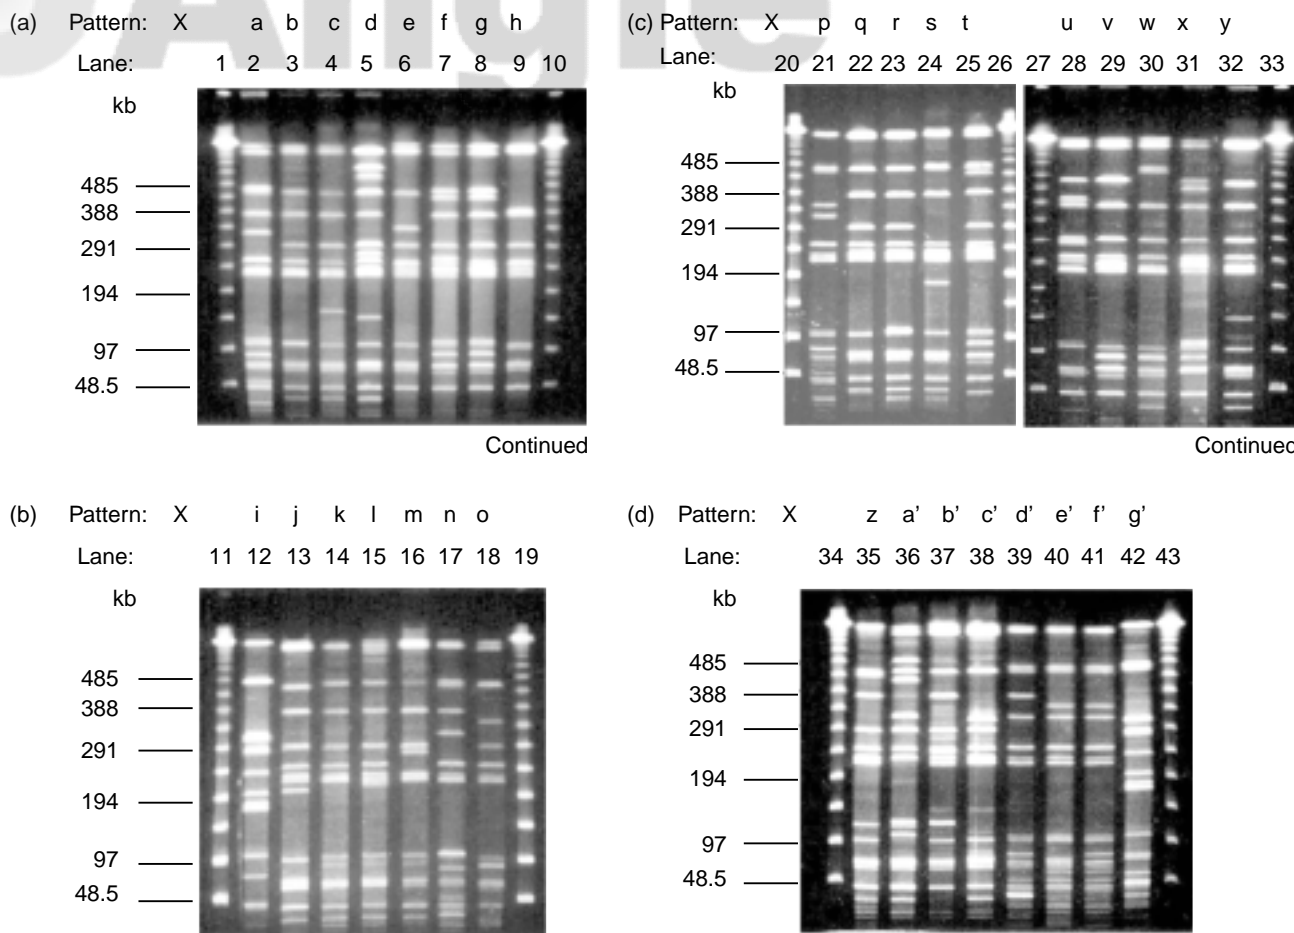 (a) Pattern: X a b c d e f g h
Lane: 1 2 3 4 5 6 7 8 9 10
kb
485
388
291
194
97
48.5
Continued
(b) Pattern: X i j k l m n o
Lane: 11 12 13 14 15 16 17 18 19
kb
485
388
291
194
97
48.5
(c) Pattern: X p q r s t u v w x y
Lane: 20 21 22 23 24 25 26 27 28 29 30 31 32 33
kb
485
388
291
194
97
48.5
Continued
(d) Pattern: X z a’ b’ c’ d’ e’ f’ g’
Lane: 34 35 36 37 38 39 40 41 42 43
kb
485
388
291
194
97
48.5